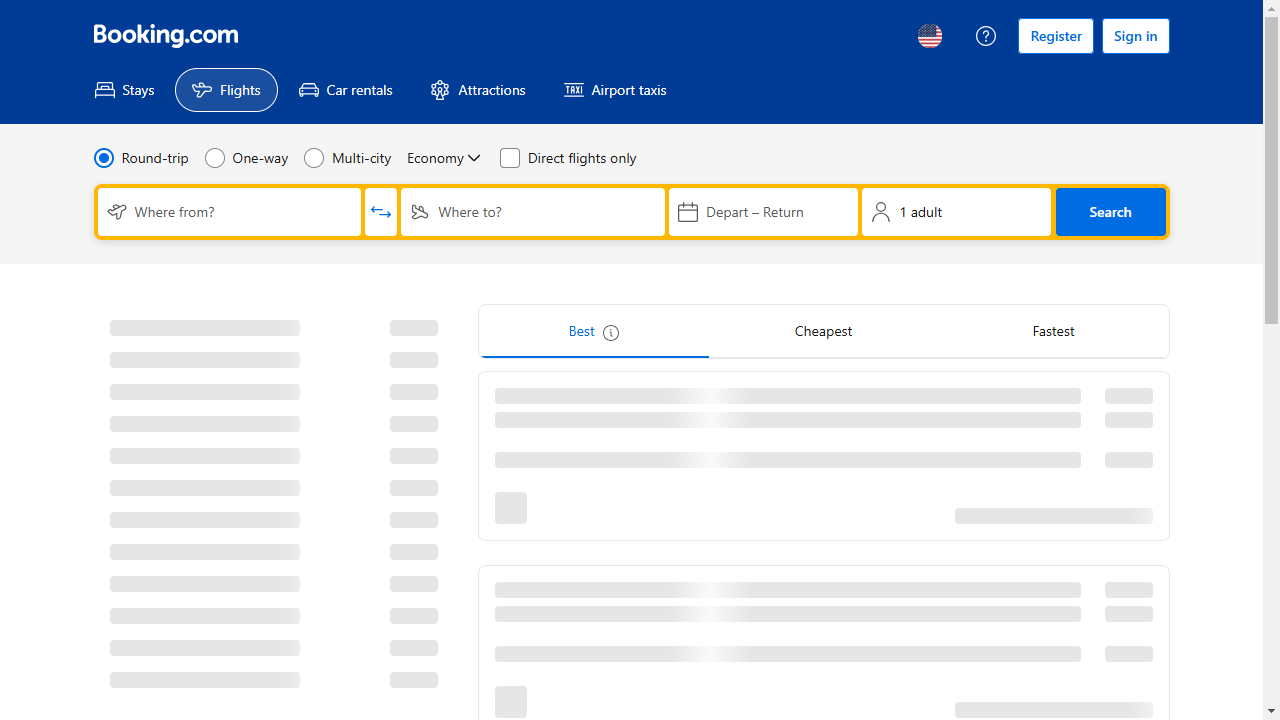 Booking.com
Register
Sign in
Stays
Flights
Car rentals
Attractions
TAXI
Airport taxis
Round-trip
One-way
Multi-city
Economy
Direct flights only
Where from?
Where to?
Depart – Return
1 adult
Search
Best
Cheapest
Fastest